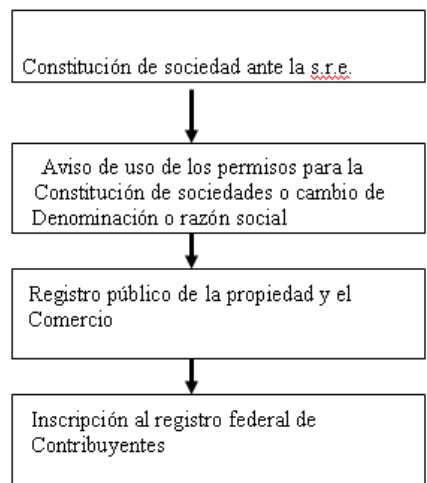 Constitución de sociedad ante la s.r.e.
Aviso de uso de los permisos para la
Constitución de sociedades o cambio de
Denominación o razón social
Registro público de la propiedad y el
Comercio
Inscripción al registro federal de
Contribuyentes